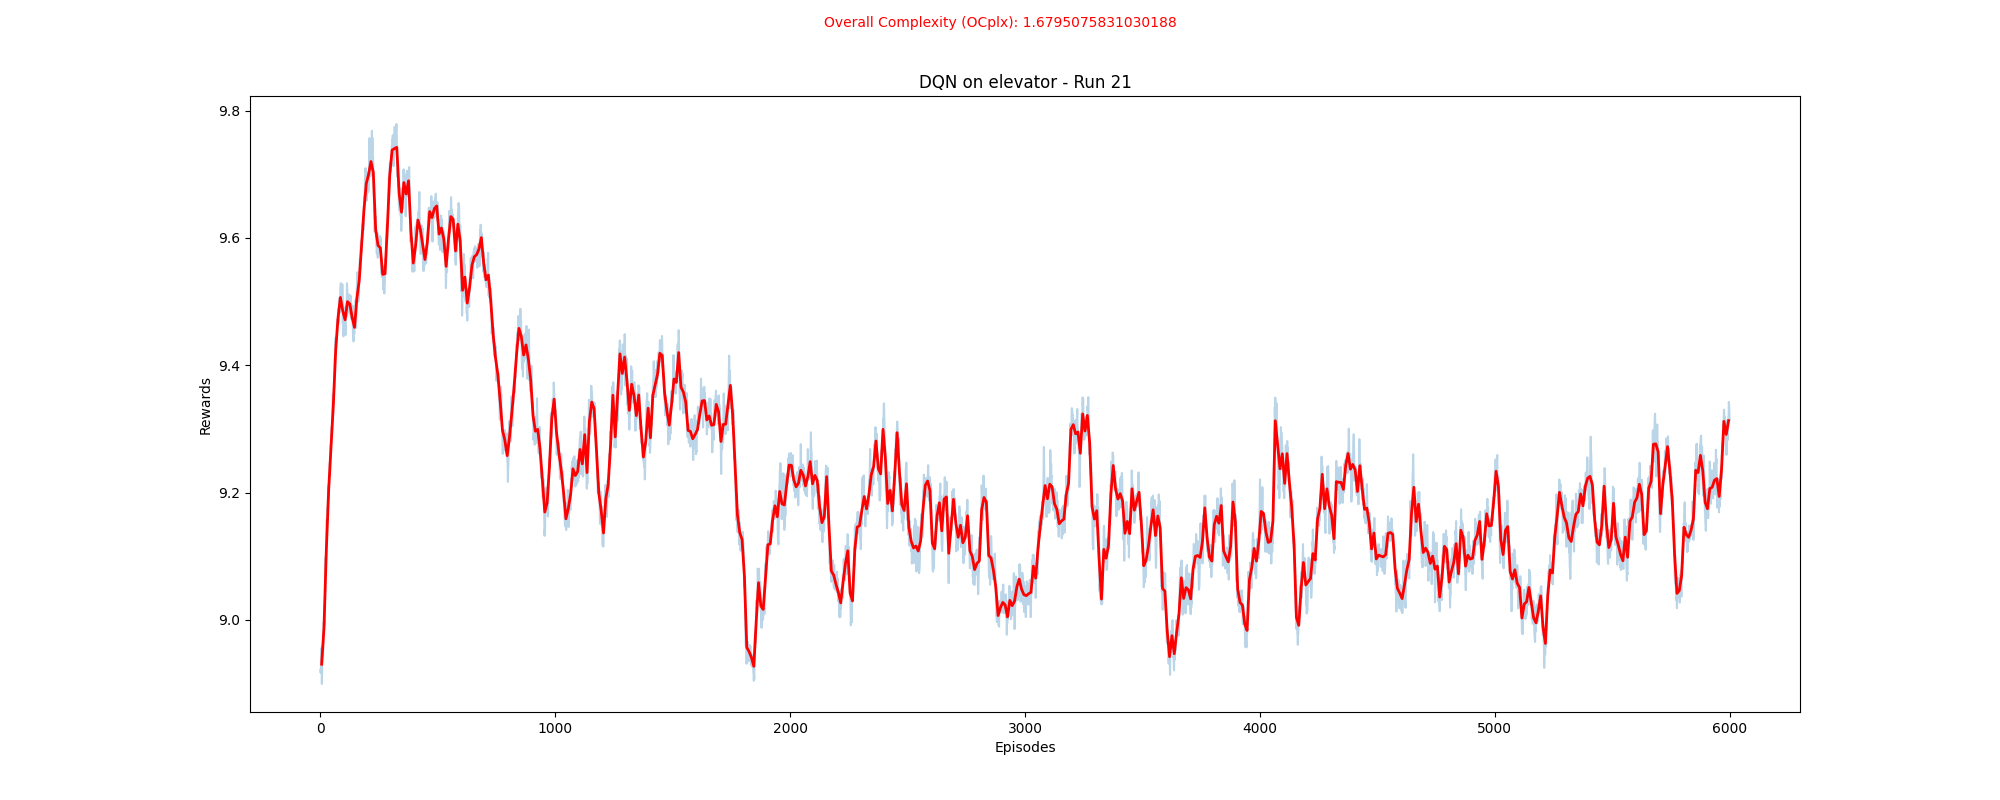 Overall Complexity (OCplx): 1.6795075831030188
DQN on elevator - Run 21
9.8
9.6
9.4
9.2
9.0
Rewards
0 1000 2000 3000 4000 5000 6000
Episodes